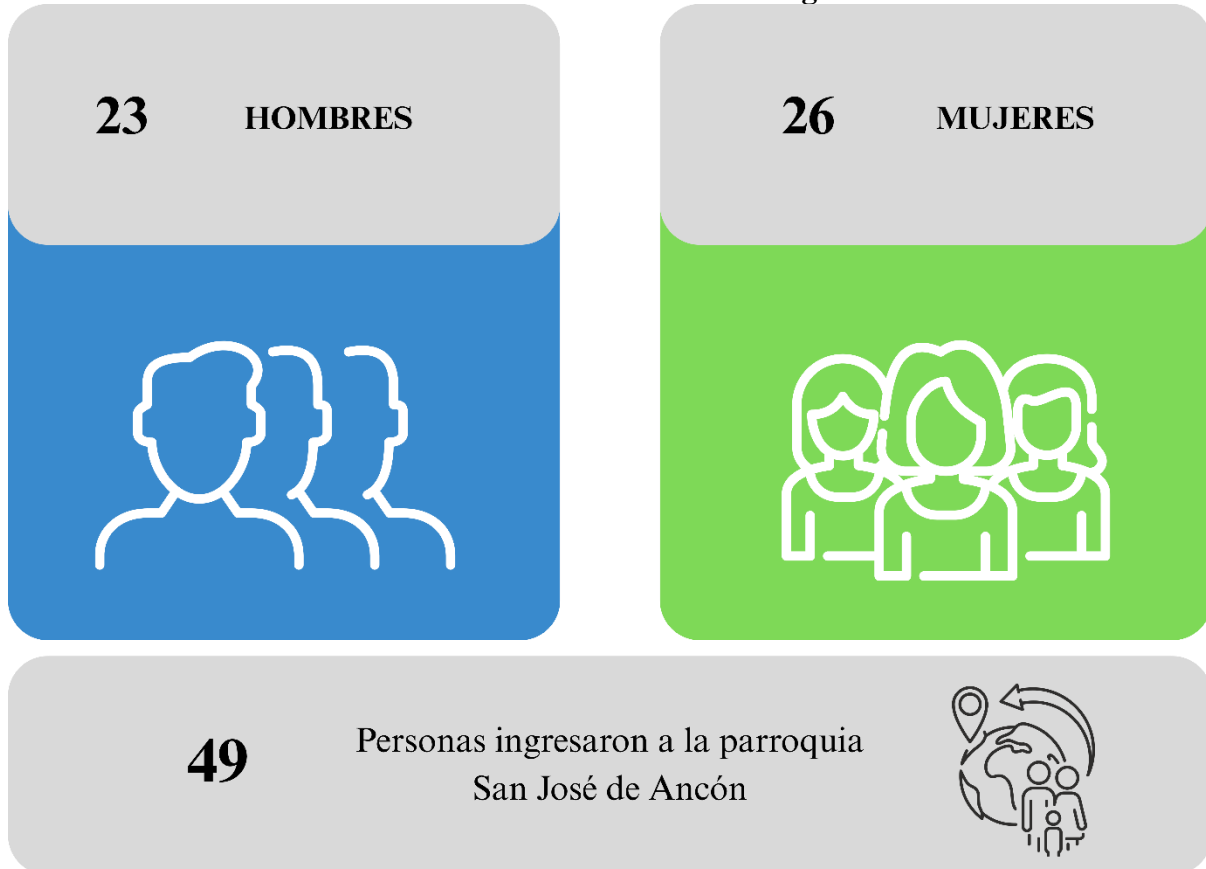 23 HOMBRES
26 MUJERES
49
Personas ingresaron a la parroquia
San José de Ancón